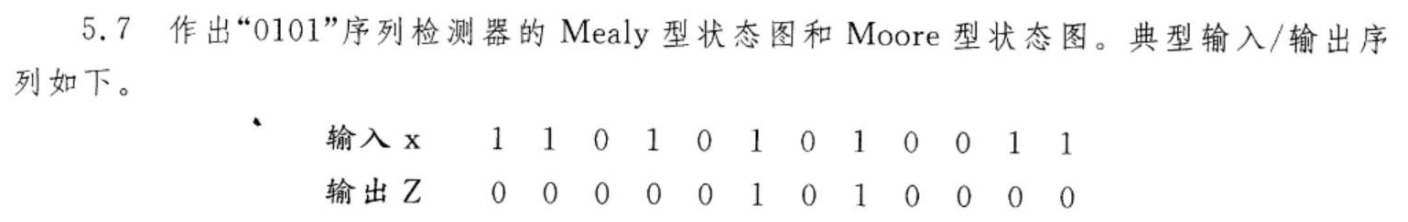 5.7 作出“0101”序列检测器的 Mealy 型状态图和 Moore 型状态图。典型输入/输出序
列如下。
输入 x 1 1 0 1 0 1 0 1 0 0 1 1
输出 Z 0 0 0 0 0 1 0 1 0 0 0 0